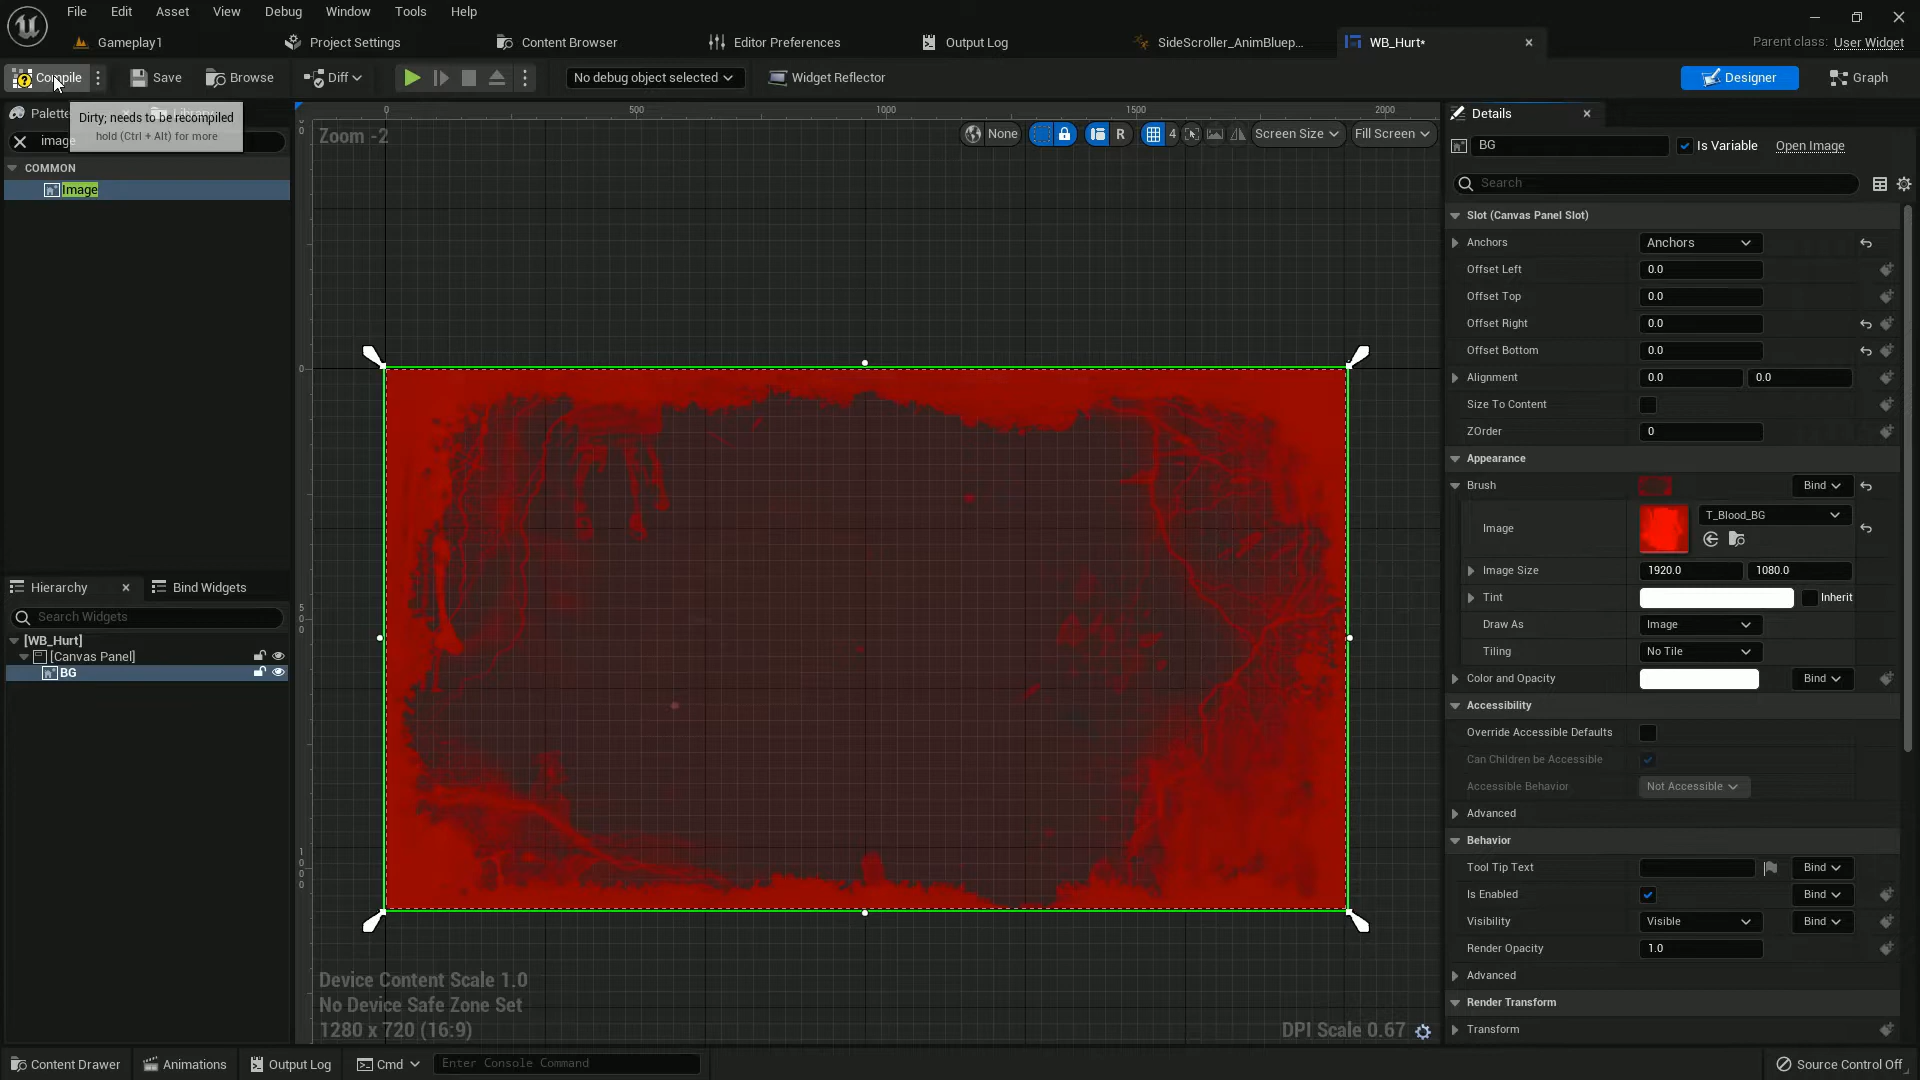 File Edit Asset View Debug Window Tools Help
Gameplay1 Project Settings Content Browser Editor Preferences Output Log SideScroller_AnimBluep... WB_Hurt* Parent class: User Widget
Compile Save Browse Diff No debug object selected Widget Reflector Designer Graph
Palette
Dirty; needs to be recompiled
hold (Ctrl + Alt) for more
image
COMMON
Image
Hierarchy Bind Widgets
Search Widgets
[WB_Hurt]
[Canvas Panel]
BG
0 500 1000 1500 2000
Zoom -2
None R 4 Screen Size Fill Screen
0
0
5
0
0
1
0
0
0
Device Content Scale 1.0
No Device Safe Zone Set
1280 x 720 (16:9)
DPI Scale 0.67
Details
BG Is Variable Open Image
Search
Slot (Canvas Panel Slot)
Anchors Anchors
Offset Left 0.0
Offset Top 0.0
Offset Right 0.0
Offset Bottom 0.0
Alignment 0.0 0.0
Size To Content
ZOrder 0
Appearance
Brush Bind
Image T_Blood_BG
Image Size 1920.0 1080.0
Tint Inherit
Draw As Image
Tiling No Tile
Color and Opacity Bind
Accessibility
Override Accessible Defaults
Can Children be Accessible
Accessible Behavior Not Accessible
Advanced
Behavior
Tool Tip Text Bind
Is Enabled Bind
Visibility Visible Bind
Render Opacity 1.0
Advanced
Render Transform
Transform
Content Drawer Animations Output Log Cmd Enter Console Command Source Control Off